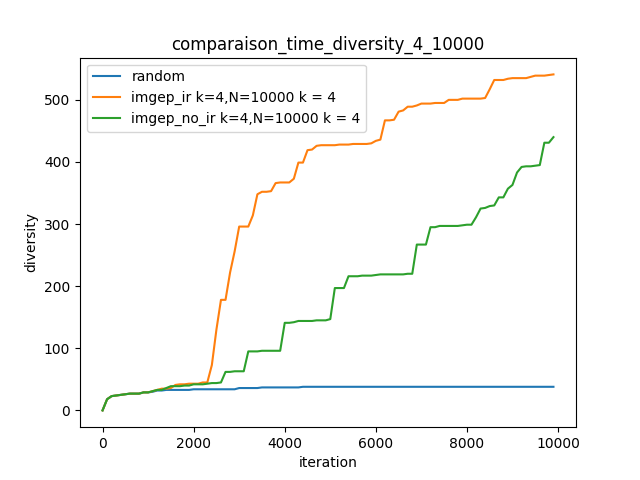 comparaison_time_diversity_4_10000
random
imgep_ir k=4,N=10000 k = 4
imgep_no_ir k=4,N=10000 k = 4
diversity
500
400
300
200
100
0
0 2000 4000 6000 8000 10000
iteration